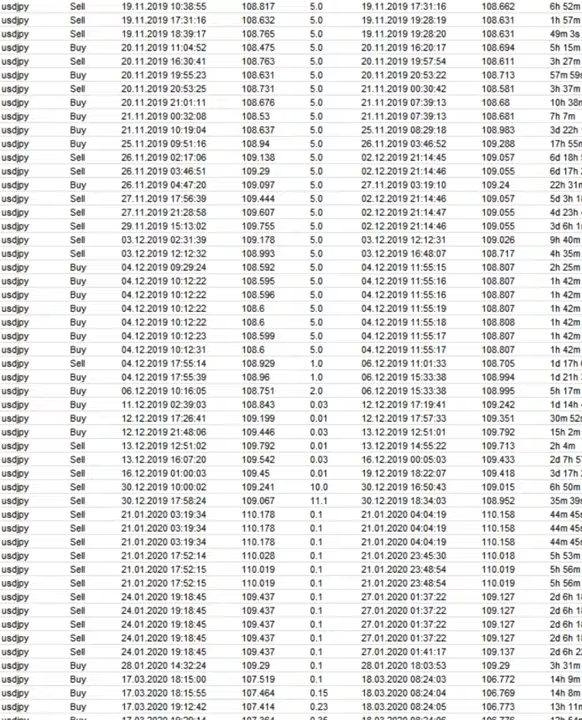 usdjpy Sell 19.11.2019 10:38:55 108.817 5.0 19.11.2019 17:31:16 108.662 6h 52m
usdjpy Sell 19.11.2019 17:31:16 108.632 5.0 19.11.2019 19:28:19 108.631 1h 57m
usdjpy Sell 19.11.2019 18:39:17 108.765 5.0 19.11.2019 19:28:20 108.631 49m 3s
usdjpy Buy 20.11.2019 11:04:52 108.475 5.0 20.11.2019 16:20:17 108.694 5h 15m
usdjpy Sell 20.11.2019 16:30:41 108.763 5.0 20.11.2019 19:57:54 108.611 3h 27m
usdjpy Buy 20.11.2019 19:55:23 108.631 5.0 20.11.2019 20:53:22 108.713 57m 59s
usdjpy Sell 20.11.2019 20:53:25 108.731 5.0 21.11.2019 00:30:42 108.581 3h 37m
usdjpy Buy 20.11.2019 21:01:11 108.676 5.0 21.11.2019 07:39:13 108.68 10h 38m
usdjpy Buy 21.11.2019 00:32:08 108.53 5.0 21.11.2019 07:39:13 108.681 7h 7m
usdjpy Buy 21.11.2019 10:19:04 108.637 5.0 25.11.2019 08:29:18 108.983 3d 22h
usdjpy Buy 25.11.2019 09:51:16 108.94 5.0 26.11.2019 03:46:52 109.288 17h 55m
usdjpy Sell 26.11.2019 02:17:06 109.138 5.0 02.12.2019 21:14:45 109.057 6d 18h
usdjpy Sell 26.11.2019 03:46:51 109.29 5.0 02.12.2019 21:14:46 109.055 6d 17h
usdjpy Buy 26.11.2019 04:47:20 109.097 5.0 27.11.2019 03:19:10 109.24 22h 31m
usdjpy Sell 27.11.2019 17:56:39 109.444 5.0 02.12.2019 21:14:46 109.057 5d 3h
usdjpy Sell 27.11.2019 21:28:58 109.607 5.0 02.12.2019 21:14:47 109.055 4d 23h
usdjpy Sell 29.11.2019 15:13:02 109.755 5.0 02.12.2019 21:14:46 109.055 3d 6h
usdjpy Sell 03.12.2019 02:31:39 109.178 5.0 03.12.2019 12:12:31 109.026 9h 40m
usdjpy Sell 03.12.2019 12:12:32 108.993 5.0 03.12.2019 16:48:07 108.717 4h 35m
usdjpy Buy 04.12.2019 09:29:24 108.592 5.0 04.12.2019 11:55:15 108.807 2h 25m
usdjpy Buy 04.12.2019 10:12:22 108.595 5.0 04.12.2019 11:55:16 108.807 1h 42m
usdjpy Buy 04.12.2019 10:12:22 108.596 5.0 04.12.2019 11:55:16 108.807 1h 42m
usdjpy Buy 04.12.2019 10:12:22 108.6 5.0 04.12.2019 11:55:17 108.807 1h 42m
usdjpy Buy 04.12.2019 10:12:22 108.6 5.0 04.12.2019 11:55:18 108.808 1h 42m
usdjpy Buy 04.12.2019 10:12:23 108.599 5.0 04.12.2019 11:55:17 108.807 1h 42m
usdjpy Buy 04.12.2019 10:12:31 108.6 5.0 04.12.2019 11:55:17 108.807 1h 42m
usdjpy Sell 04.12.2019 17:55:14 108.929 1.0 06.12.2019 11:01:33 108.705 1d 17h
usdjpy Buy 04.12.2019 17:55:39 108.96 1.0 06.12.2019 15:33:38 108.994 1d 21h
usdjpy Buy 06.12.2019 10:16:05 108.751 2.0 06.12.2019 15:33:38 108.995 5h 17m
usdjpy Buy 11.12.2019 02:39:03 108.843 0.03 12.12.2019 17:19:41 109.242 1d 14h
usdjpy Buy 12.12.2019 17:26:41 109.199 0.01 12.12.2019 17:57:33 109.351 30m 52s
usdjpy Buy 12.12.2019 21:48:06 109.446 0.03 13.12.2019 12:51:01 109.792 15h 2m
usdjpy Sell 13.12.2019 12:51:02 109.792 0.01 13.12.2019 14:55:22 109.713 2h 4m
usdjpy Sell 13.12.2019 16:07:20 109.542 0.03 16.12.2019 00:05:03 109.433 2d 7h
usdjpy Sell 16.12.2019 01:00:03 109.45 0.01 19.12.2019 18:22:07 109.418 3d 17h
usdjpy Sell 30.12.2019 10:00:02 109.241 10.0 30.12.2019 16:50:43 109.015 6h 50m
usdjpy Sell 30.12.2019 17:58:24 109.067 11.1 30.12.2019 18:34:03 108.952 35m 39s
usdjpy Sell 21.01.2020 03:19:34 110.178 0.1 21.01.2020 04:04:19 110.158 44m 45s
usdjpy Sell 21.01.2020 03:19:34 110.178 0.1 21.01.2020 04:04:19 110.158 44m 45s
usdjpy Sell 21.01.2020 03:19:34 110.178 0.1 21.01.2020 04:04:19 110.158 44m 45s
usdjpy Sell 21.01.2020 17:52:14 110.028 0.1 21.01.2020 23:45:30 110.018 5h 53m
usdjpy Sell 21.01.2020 17:52:15 110.019 0.1 21.01.2020 23:48:54 110.019 5h 56m
usdjpy Sell 21.01.2020 17:52:15 110.019 0.1 21.01.2020 23:48:54 110.019 5h 56m
usdjpy Sell 24.01.2020 19:18:45 109.437 0.1 27.01.2020 01:37:22 109.127 2d 6h
usdjpy Sell 24.01.2020 19:18:45 109.437 0.1 27.01.2020 01:37:22 109.127 2d 6h
usdjpy Sell 24.01.2020 19:18:45 109.437 0.1 27.01.2020 01:37:22 109.127 2d 6h
usdjpy Sell 24.01.2020 19:18:45 109.437 0.1 27.01.2020 01:41:17 109.137 2d 6h
usdjpy Buy 28.01.2020 14:32:24 109.29 0.1 28.01.2020 18:03:53 109.29 3h 31m
usdjpy Buy 17.03.2020 18:15:00 107.519 0.1 18.03.2020 08:24:03 106.772 14h 9m
usdjpy Buy 17.03.2020 18:15:55 107.464 0.15 18.03.2020 08:24:04 106.769 14h 8m
usdjpy Buy 17.03.2020 19:12:42 107.414 0.23 18.03.2020 08:24:06 106.773 13h 11m